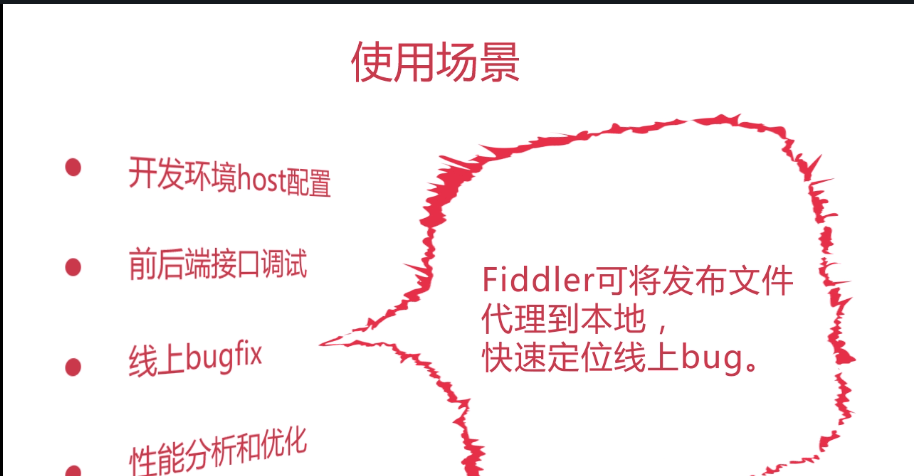 使用场景
开发环境host配置
前后端接口调试
线上bugfix
性能分析和优化
Fiddler可将发布文件
代理到本地，
快速定位线上bug。